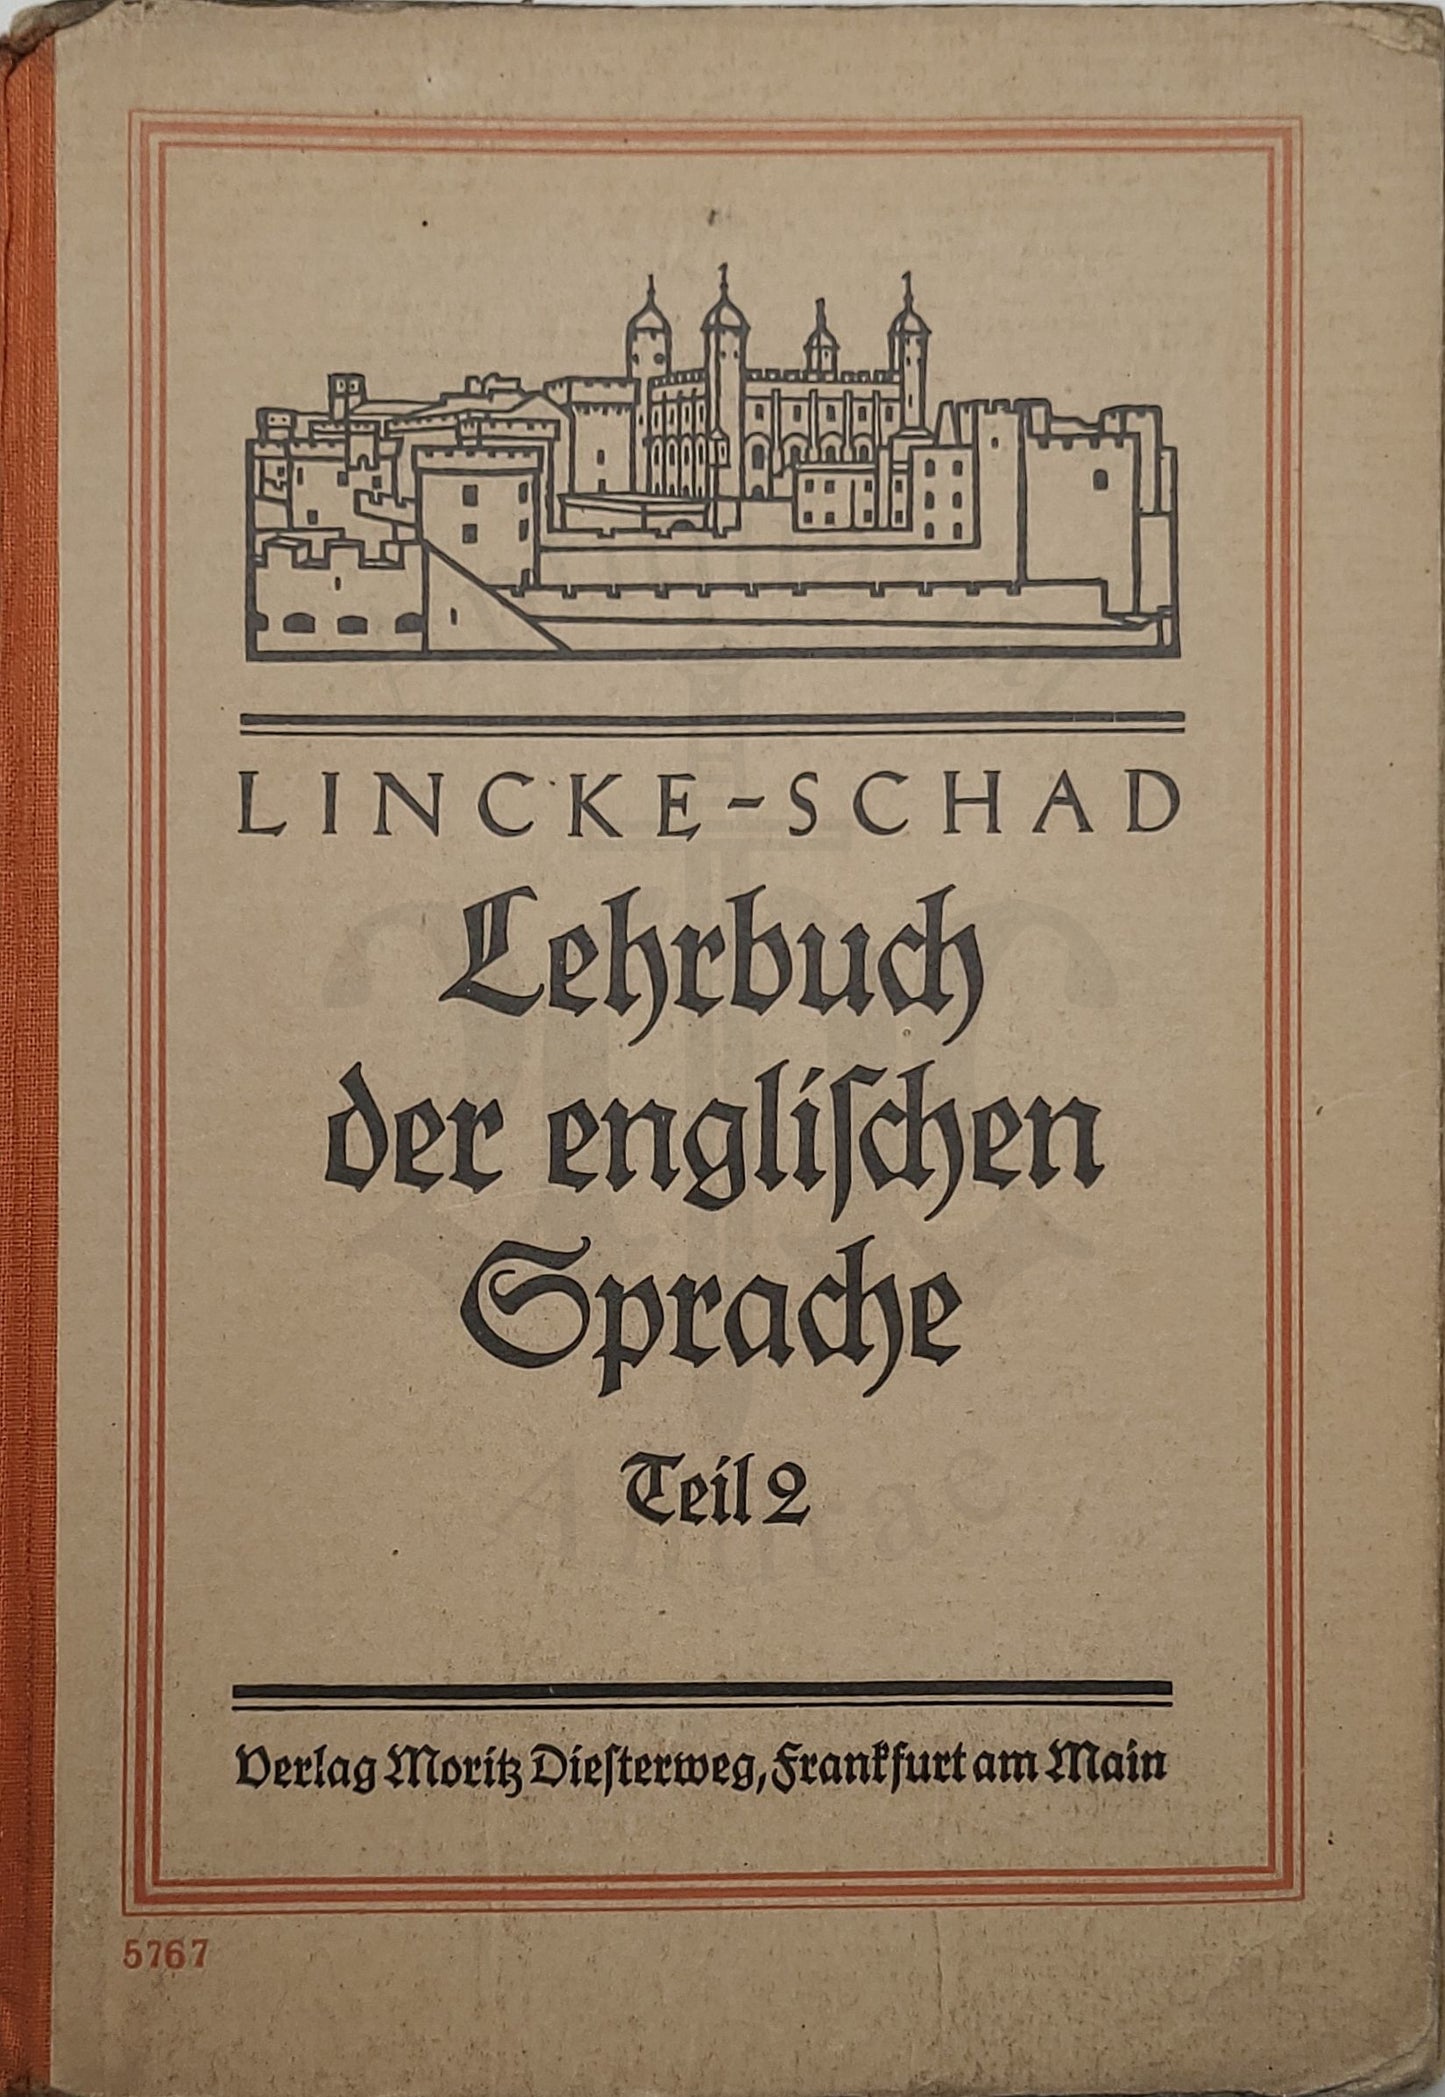 LINCKE-SCHAD
Lehrbuch
der engliſchen
Sprache
Teil 2
Verlag Moritz Dieſterweg, Frankfurt am Main
5767